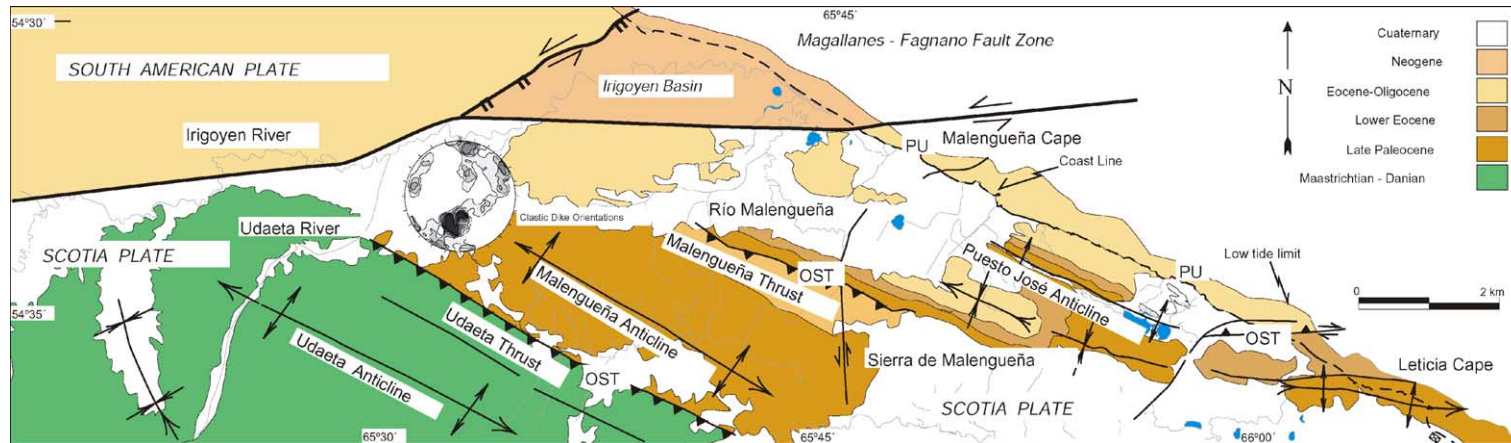 54°30´
65°45´
Magallanes - Fagnano Fault Zone
SOUTH AMERICAN PLATE
Irigoyen Basin
N
Quaternary
Neogene
Eocene-Oligocene
Lower Eocene
Late Paleocene
Maastrichtian - Danian
Irigoyen River
PU
Malengueña Cape
Coast Line
Clastic Dike Orientations
Río Malengueña
Udaeta River
SCOTIA PLATE
Malengueña Thrust
OST
Puesto José Anticline
PU
Low tide limit
2 km
0
54°35´
Malengueña Anticline
Udaeta Thrust
Udaeta Anticline
OST
Sierra de Malengueña
OST
Leticia Cape
SCOTIA PLATE
65°30´
65°45´
66°00´